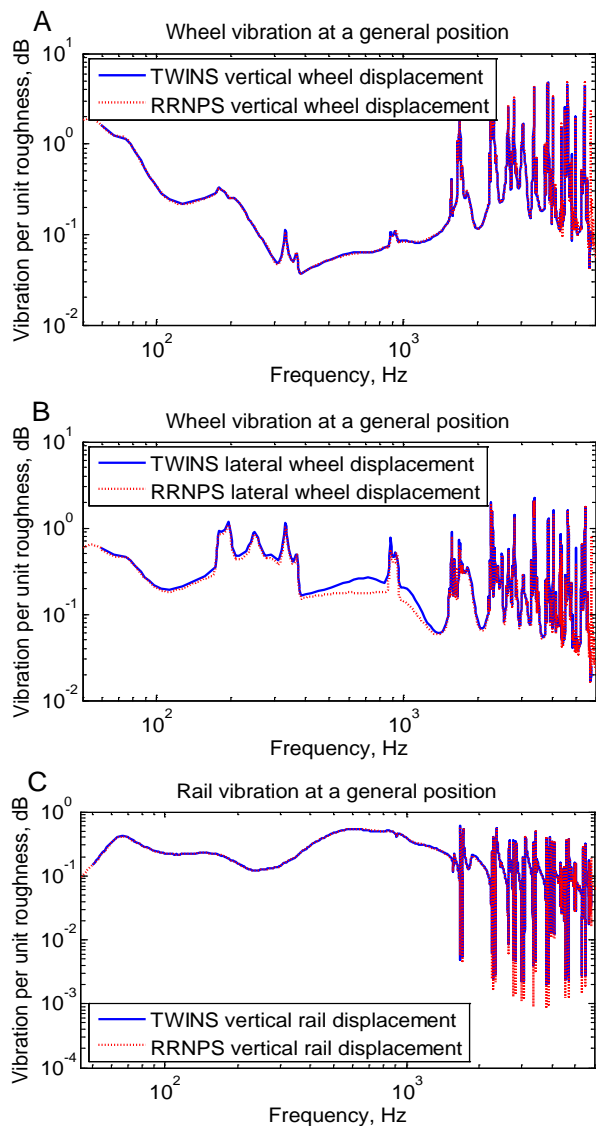 A
Wheel vibration at a general position
Vibration per unit roughness, dB
10^1
10^0
10^-1
10^-2
TWINS vertical wheel displacement
RRNPS vertical wheel displacement
10^2
10^3
Frequency, Hz
B
Wheel vibration at a general position
Vibration per unit roughness, dB
10^1
10^0
10^-1
10^-2
TWINS lateral wheel displacement
RRNPS lateral wheel displacement
10^2
10^3
Frequency, Hz
C
Rail vibration at a general position
Vibration per unit roughness, dB
10^0
10^-1
10^-2
10^-3
10^-4
TWINS vertical rail displacement
RRNPS vertical rail displacement
10^2
10^3
Frequency, Hz